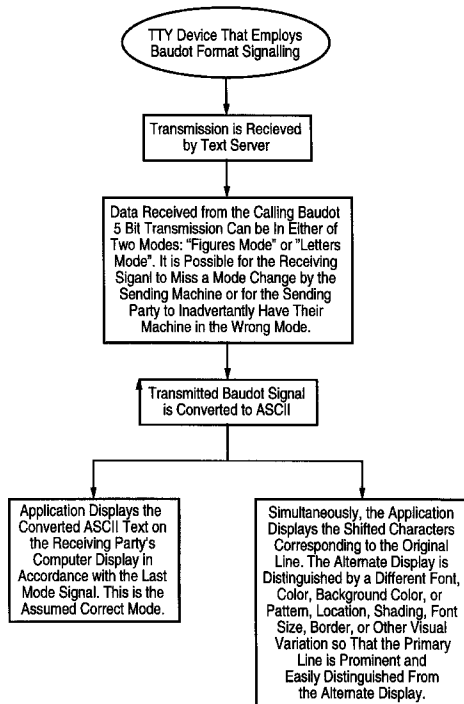 TTY Device That Employs
Baudot Format Signalling
Transmission is Recieved
by Text Server
Data Received from the Calling Baudot
5 Bit Transmission Can be In Either of
Two Modes: "Figures Mode" or "Letters
Mode". It is Possible for the Receiving
Siganl to Miss a Mode Change by the
Sending Machine or for the Sending
Party to Inadvertantly Have Their
Machine in the Wrong Mode.
Transmitted Baudot Signal
is Converted to ASCII
Application Displays the
Converted ASCII Text on
the Receiving Party's
Computer Display in
Accordance with the Last
Mode Signal. This is the
Assumed Correct Mode.
Simultaneously, the Application
Displays the Shifted Characters
Corresponding to the Original
Line. The Alternate Display is
Distinguished by a Different Font,
Color, Background Color, or
Pattern, Location, Shading, Font
Size, Border, or Other Visual
Variation so That the Primary
Line is Prominent and
Easily Distinguished From
the Alternate Display.